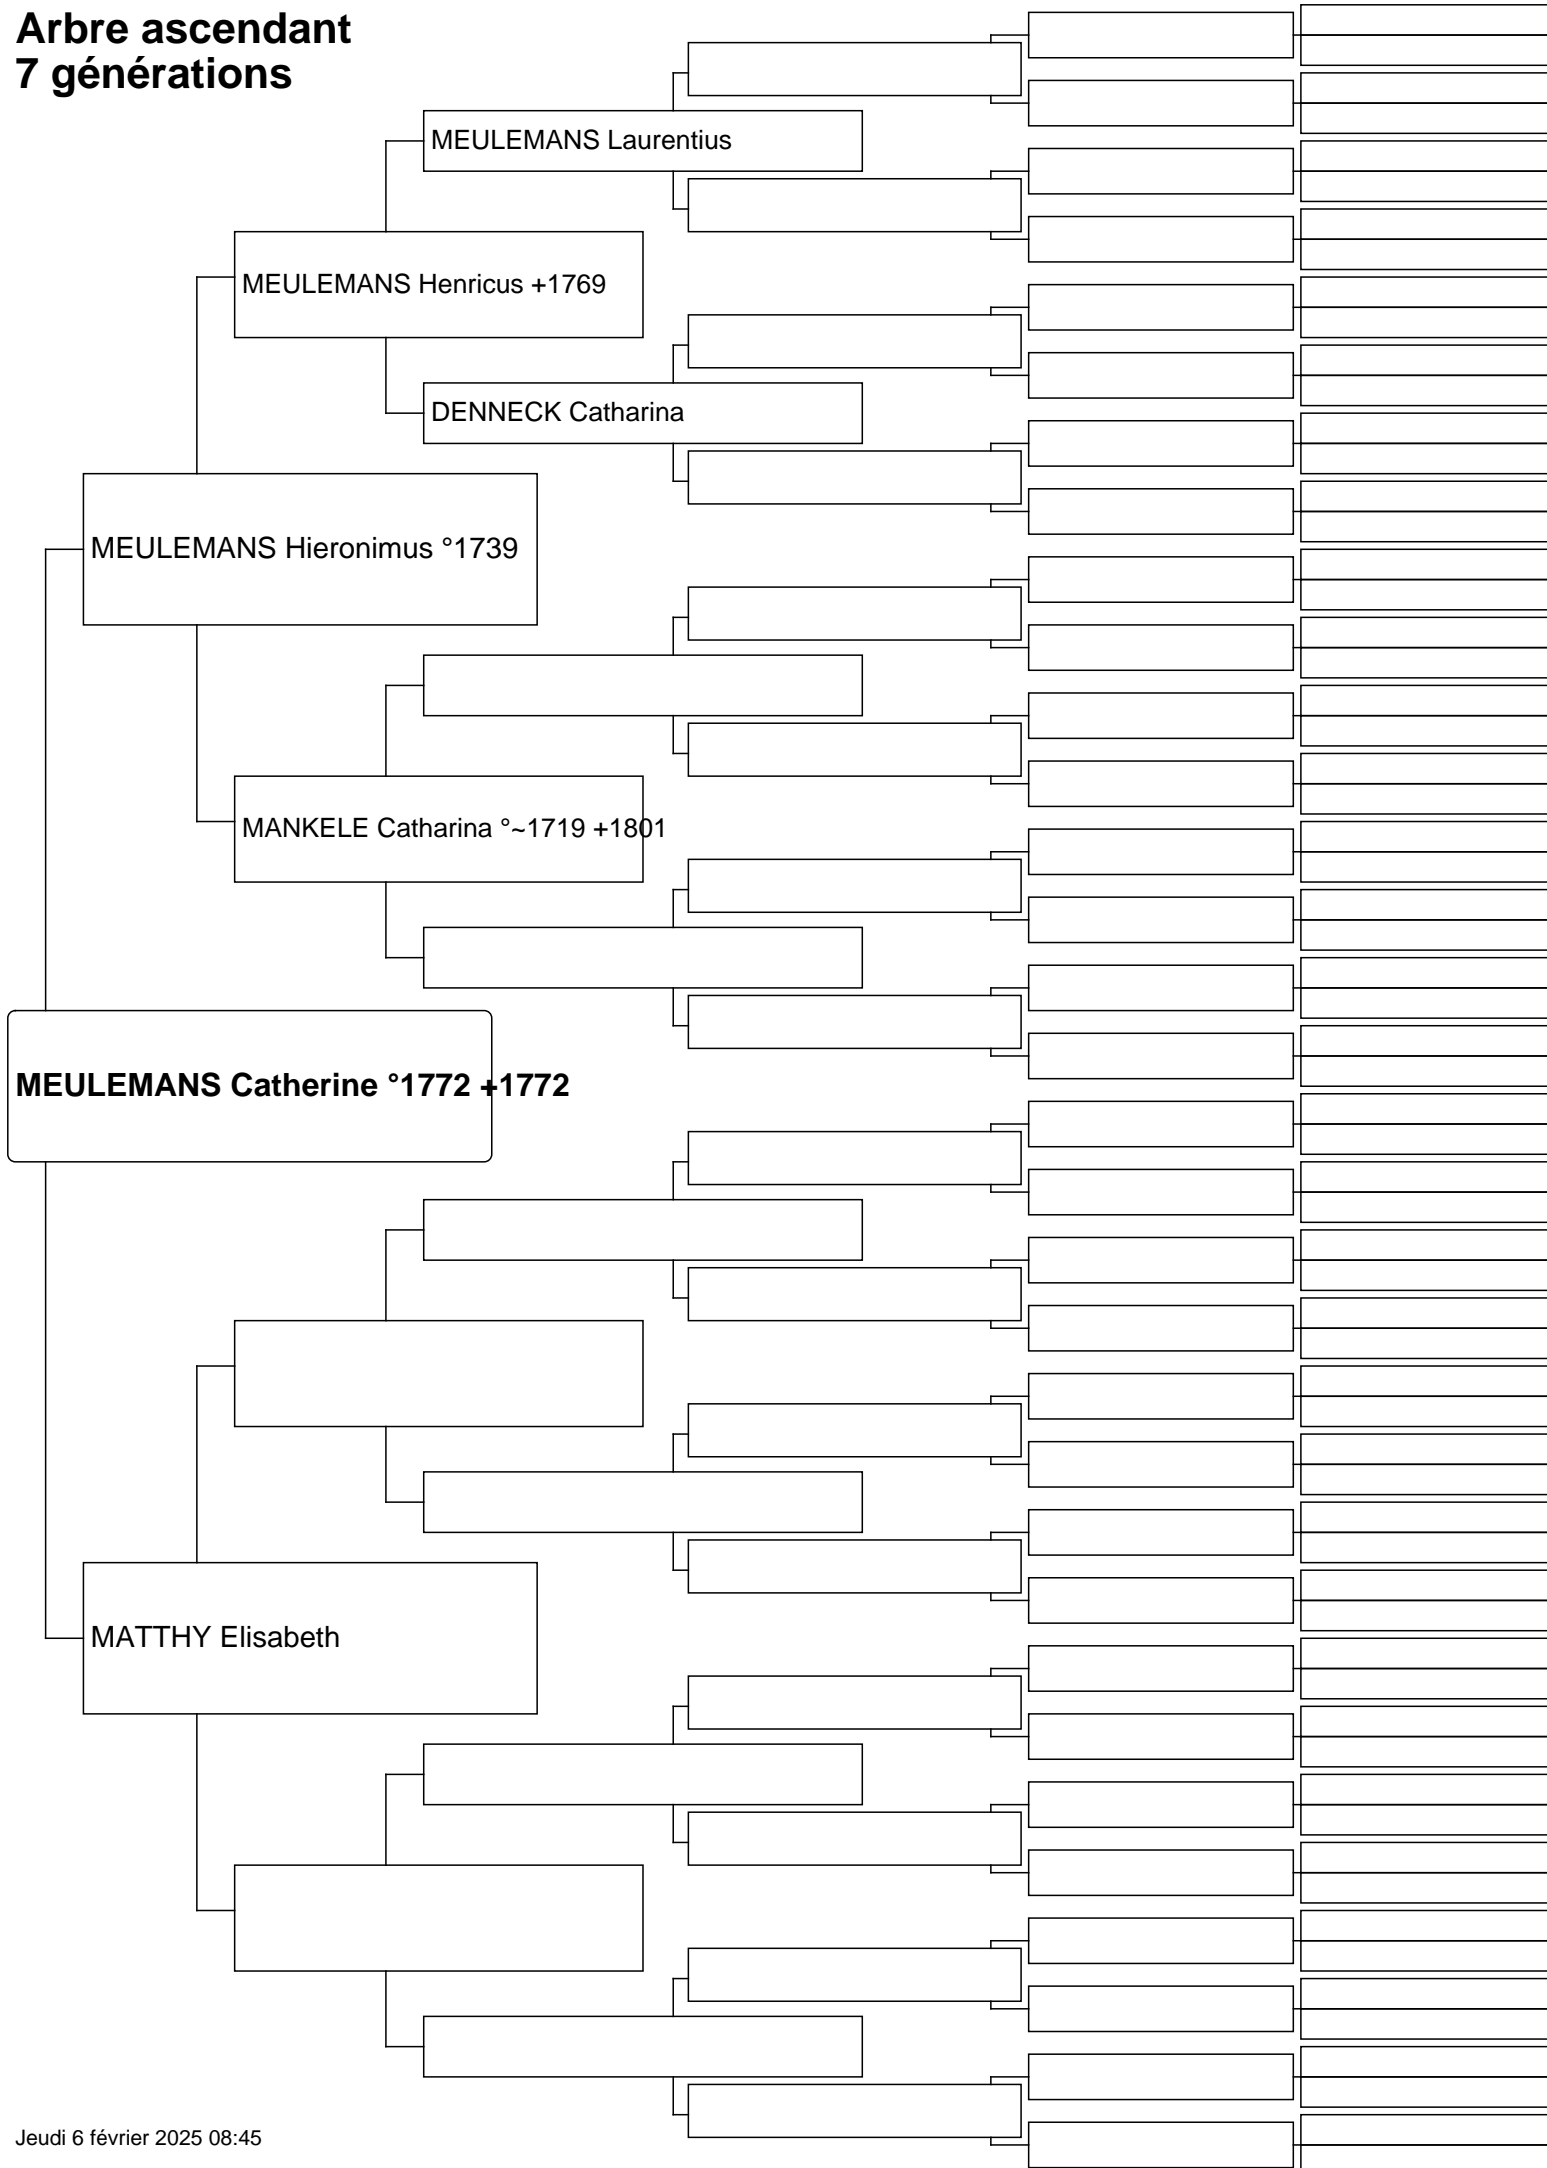 Arbre ascendant
7 générations
MEULEMANS Laurentius
MEULEMANS Henricus +1769
DENNECK Catharina
MEULEMANS Hieronimus °1739
MANKELE Catharina °~1719 +1801
MEULEMANS Catherine °1772 +1772
MATTHY Elisabeth
Jeudi 6 février 2025 08:45